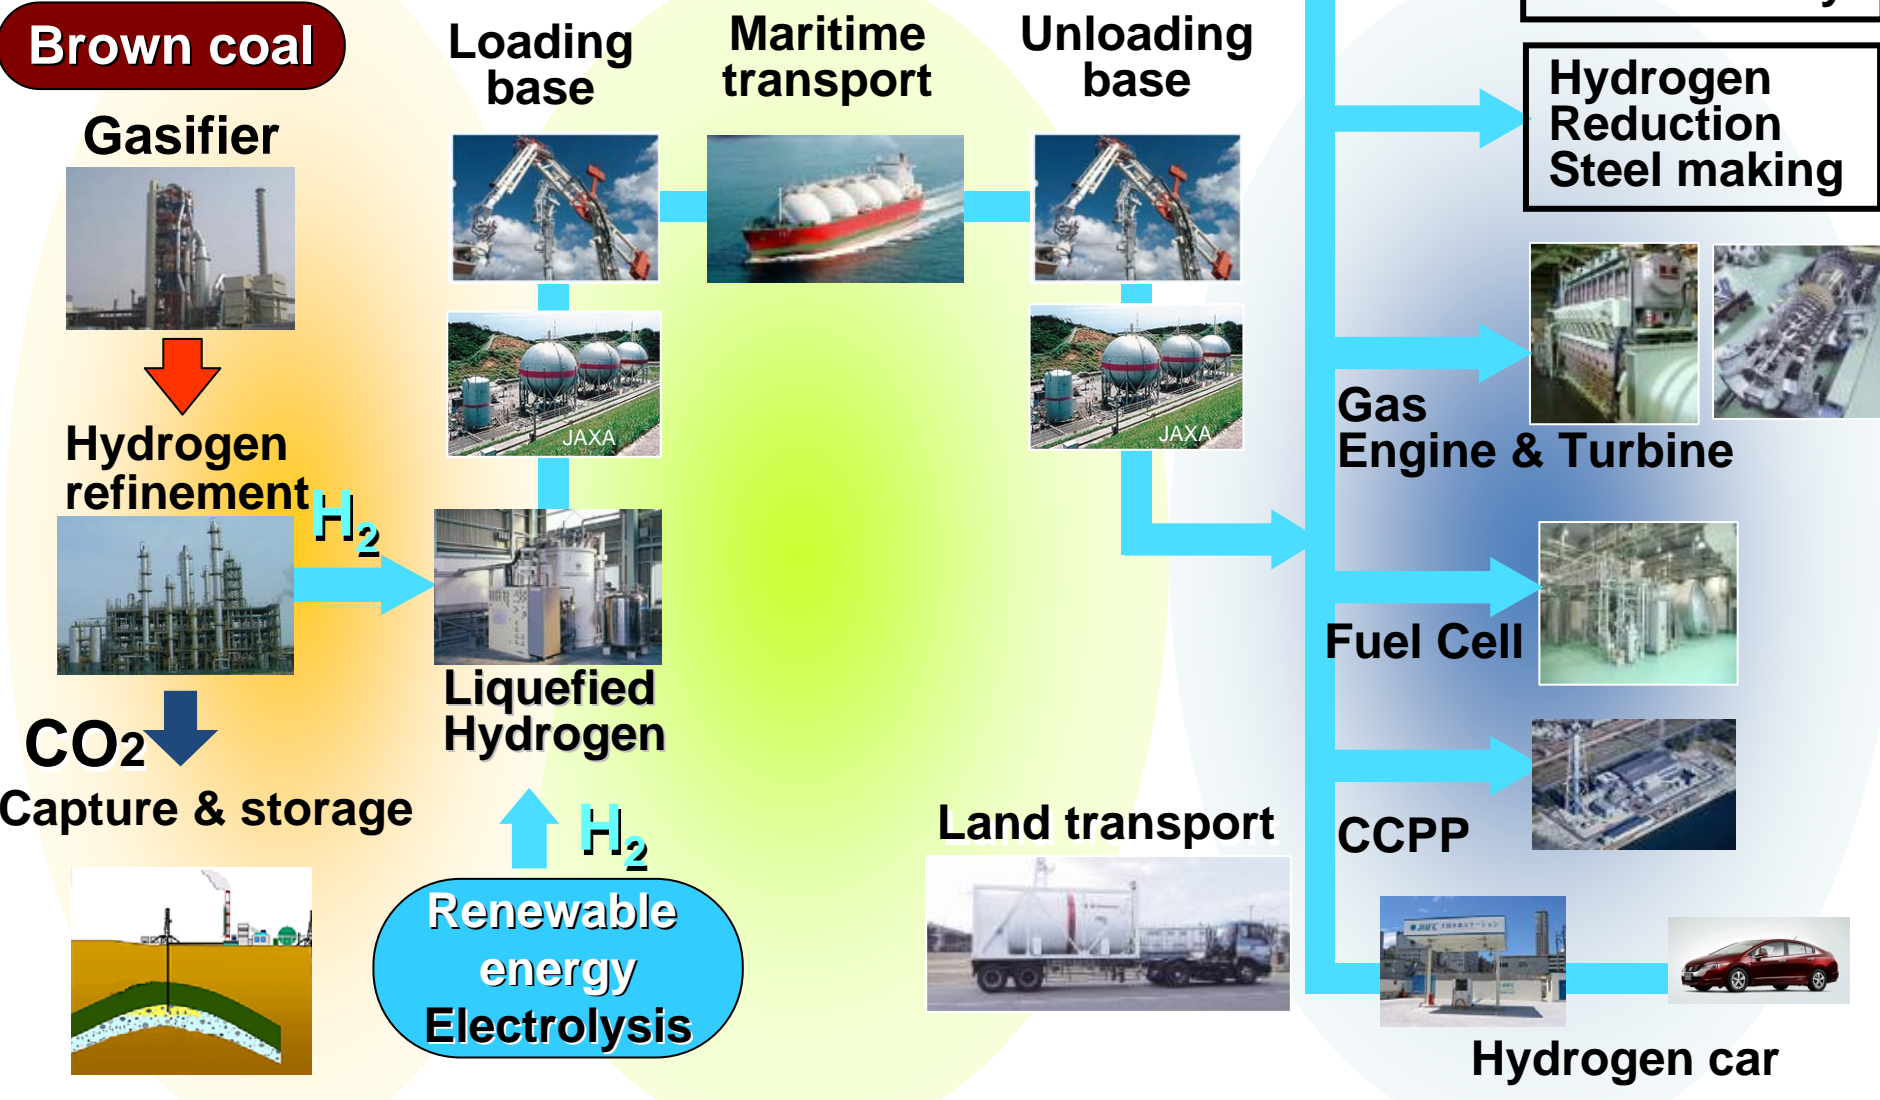 Brown coal
Gasifier
Hydrogen
refinement
H2
CO2
Capture & storage
Loading
base
JAXA
Liquefied
Hydrogen
H2
Renewable
energy
Electrolysis
Maritime
transport
Unloading
base
JAXA
Land transport
Hydrogen
Reduction
Steel making
Gas
Engine & Turbine
Fuel Cell
CCPP
Hydrogen car